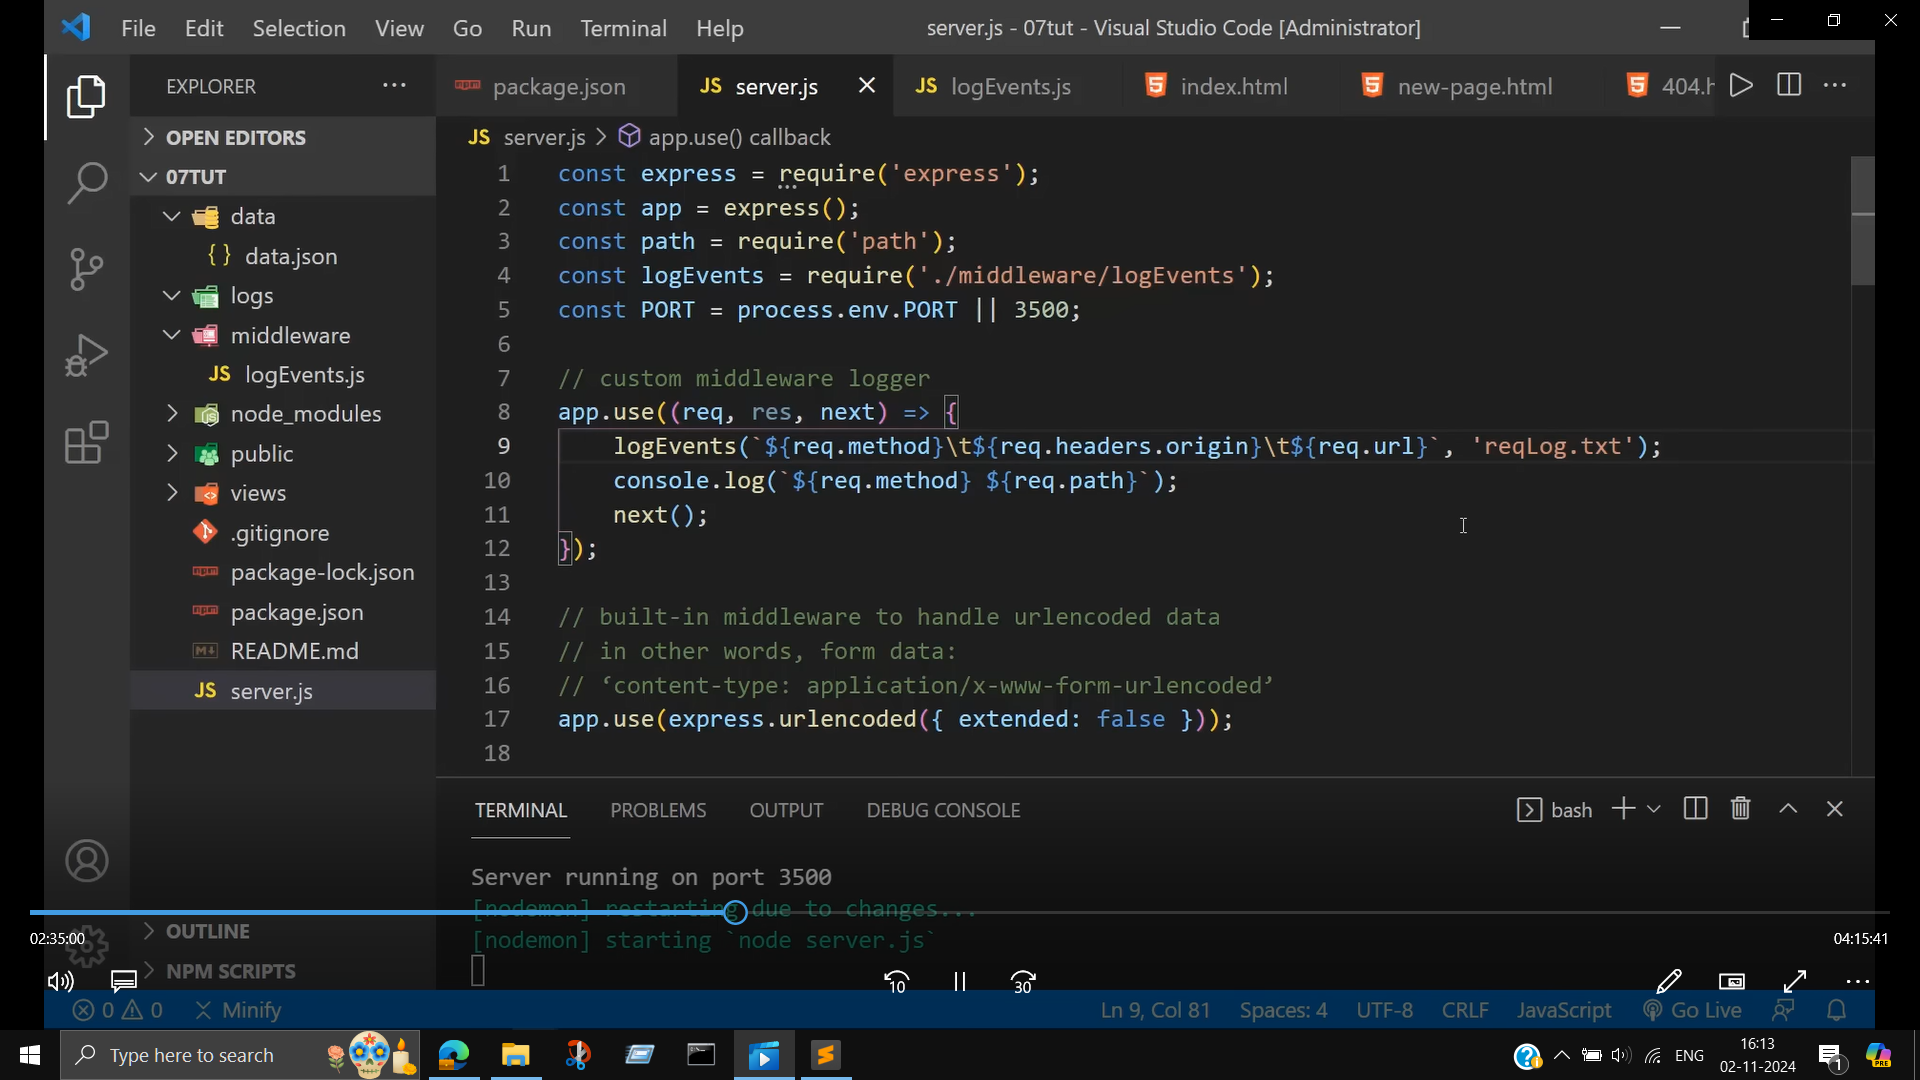 File Edit Selection View Go Run Terminal Help
server.js - 07tut - Visual Studio Code [Administrator]
EXPLORER
OPEN EDITORS
07TUT
data
{ } data.json
logs
middleware
JS logEvents.js
node_modules
public
views
.gitignore
package-lock.json
package.json
README.md
JS server.js
OUTLINE
NPM SCRIPTS
package.json
JS server.js
JS logEvents.js
index.html
new-page.html
404.h
JS server.js > app.use() callback
1 const express = require('express');
2 const app = express();
3 const path = require('path');
4 const logEvents = require('./middleware/logEvents');
5 const PORT = process.env.PORT || 3500;
6
7 // custom middleware logger
8 app.use((req, res, next) => {
9 logEvents(`${req.method}\t${req.headers.origin}\t${req.url}`, 'reqLog.txt');
10 console.log(`${req.method} ${req.path}`);
11 next();
12 });
13
14 // built-in middleware to handle urlencoded data
15 // in other words, form data:
16 // ‘content-type: application/x-www-form-urlencoded’
17 app.use(express.urlencoded({ extended: false }));
18
TERMINAL PROBLEMS OUTPUT DEBUG CONSOLE
bash
Server running on port 3500
[nodemon] restarting due to changes...
[nodemon] starting `node server.js`
02:35:00
04:15:41
10
30
0 0 Minify
Ln 9, Col 81 Spaces: 4 UTF-8 CRLF JavaScript Go Live
Type here to search
ENG
16:13
02-11-2024
1
PRE